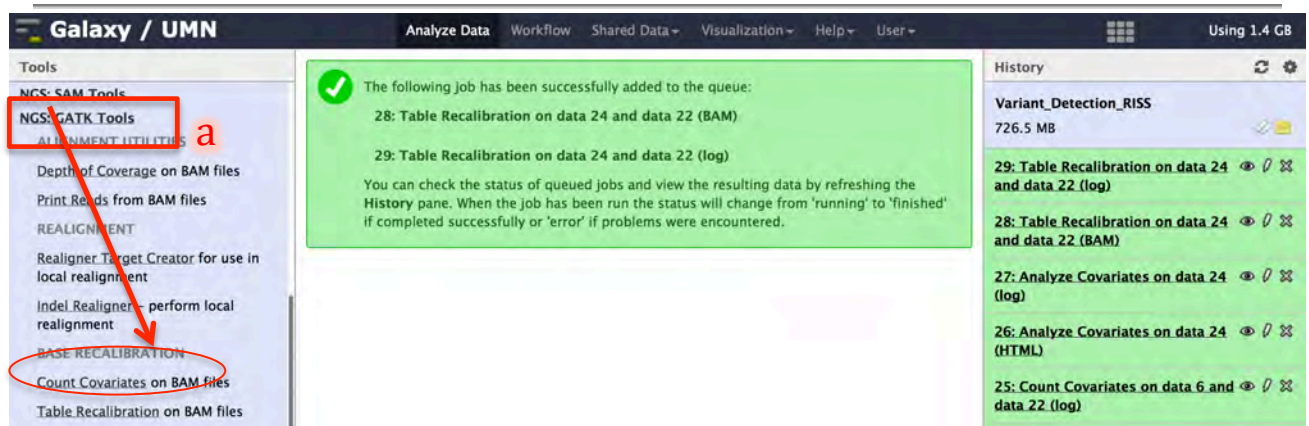 Galaxy / UMN
Analyze Data Workflow Shared Data Visualization Help User
Using 1.4 GB
Tools
NGS: SAM Tools
NGS: GATK Tools
a
ALIGNMENT UTILITIES
Depth of Coverage on BAM files
Print Reads from BAM files
REALIGNMENT
Realigner Target Creator for use in
local realignment
Indel Realigner – perform local
realignment
BASE RECALIBRATION
Count Covariates on BAM files
Table Recalibration on BAM files
The following job has been successfully added to the queue:
28: Table Recalibration on data 24 and data 22 (BAM)
29: Table Recalibration on data 24 and data 22 (log)
You can check the status of queued jobs and view the resulting data by refreshing the
History pane. When the job has been run the status will change from 'running' to 'finished'
if completed successfully or 'error' if problems were encountered.
History
Variant_Detection_RISS
726.5 MB
29: Table Recalibration on data 24
and data 22 (log)
28: Table Recalibration on data 24
and data 22 (BAM)
27: Analyze Covariates on data 24
(log)
26: Analyze Covariates on data 24
(HTML)
25: Count Covariates on data 6 and
data 22 (log)